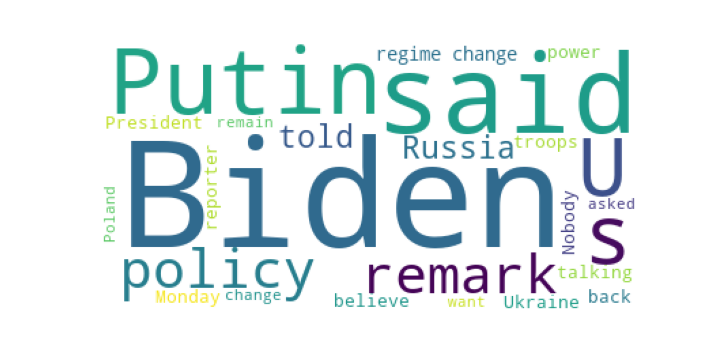 Putin
said
regime change
power
President
remain
told
Russia
troops
Biden
U
s
reporter
Poland
Nobody
asked
policy
remark
talking
Monday
change
believe
want
Ukraine
back